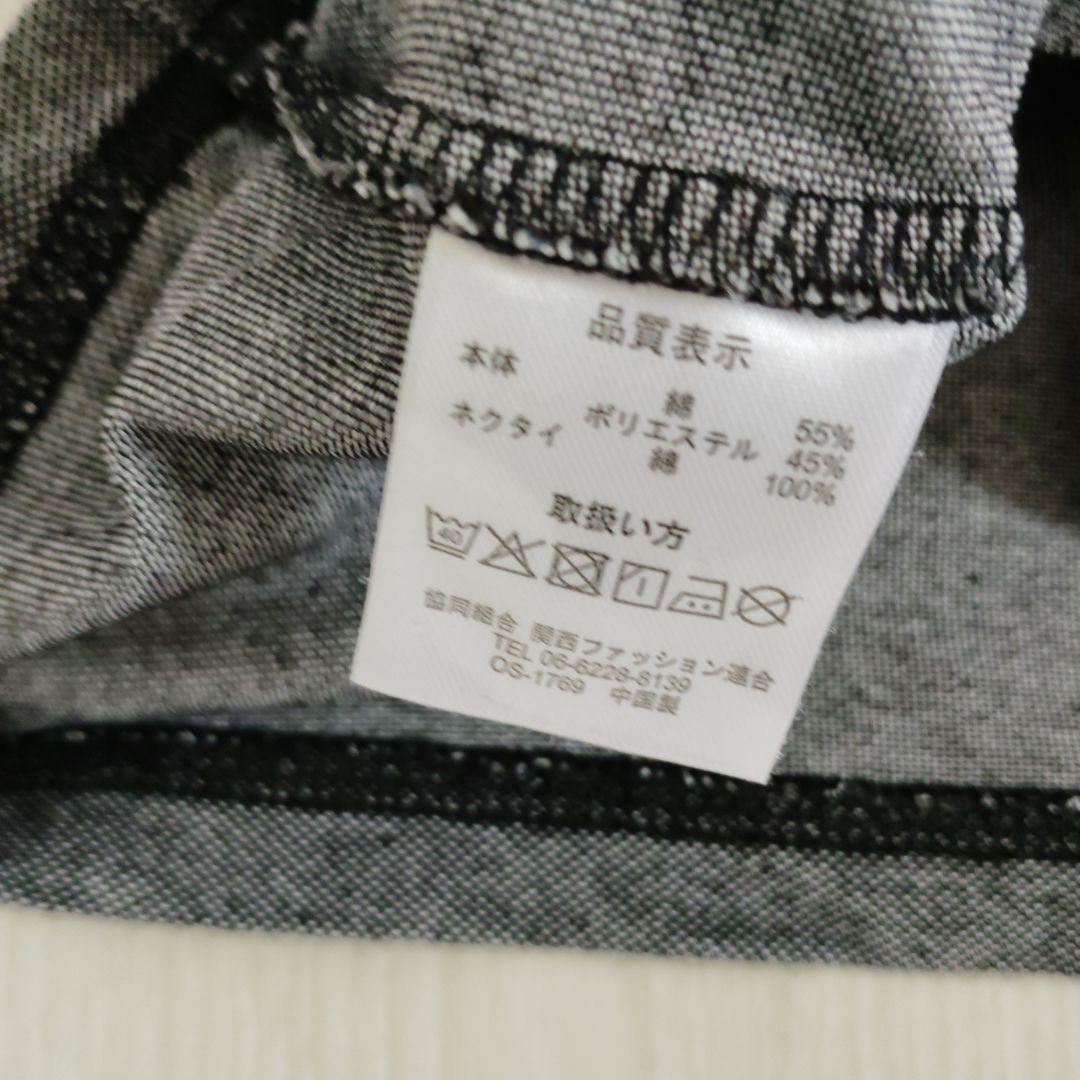 品質表示
本体 綿 55%
ポリエステル 45%
ネクタイ 綿 100%
取扱い方
40
協同組合 関西ファッション連合
TEL 06-6228-8139
OS-1769 中国製